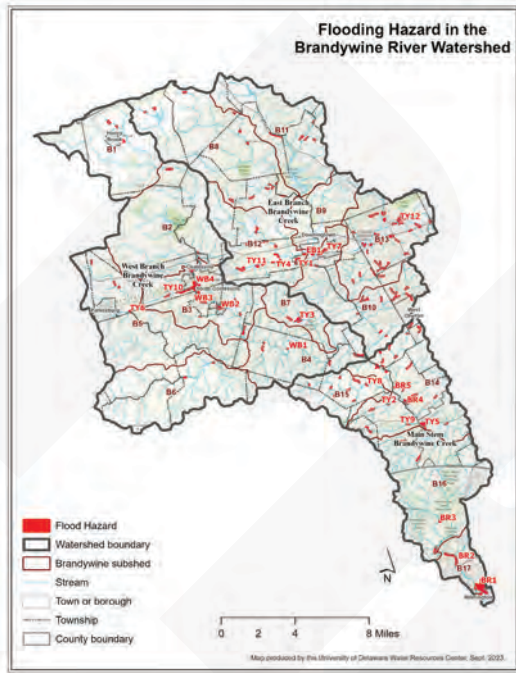 Flooding Hazard in the
Brandywine River Watershed
B11
B8
B1
B9
B2
East Branch
Brandywine
Creek
TY12
B13
B12
EB1
TY7
TY11
TY4
TY1
West Branch
Brandywine
Creek
WB4
TY10
WB3
WB2
B3
TY6
B5
B7
TY3
B10
WB1
B4
B6
TY8
BR5
B14
B15
TY2
BR4
TY9
TY5
Main Stem
Brandywine Creek
B16
BR3
BR2
B17
BR1
Flood Hazard
Watershed boundary
Brandywine subshed
Stream
Town or borough
Township
County boundary
N
0 2 4 8 Miles
Map produced by the University of Delaware Water Resources Center, Sept. 2023